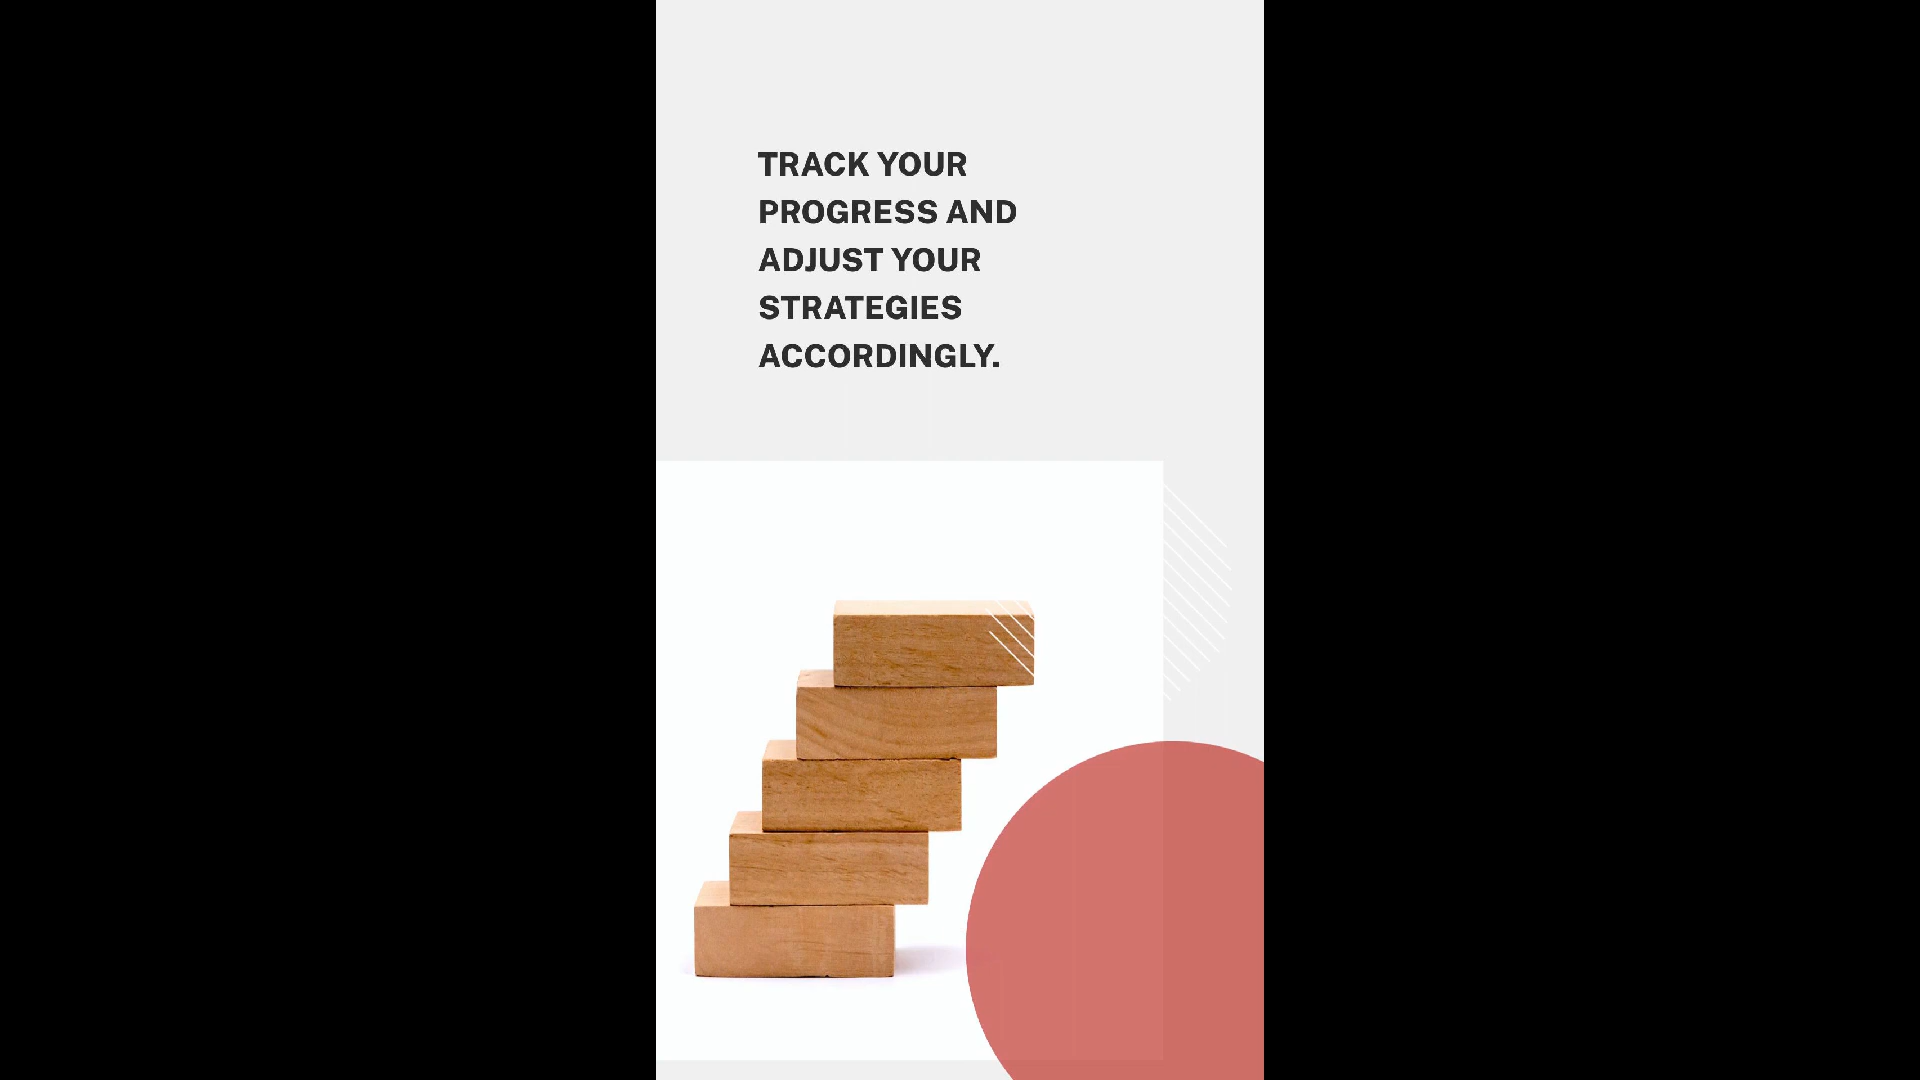 TRACK YOUR
PROGRESS AND
ADJUST YOUR
STRATEGIES
ACCORDINGLY.